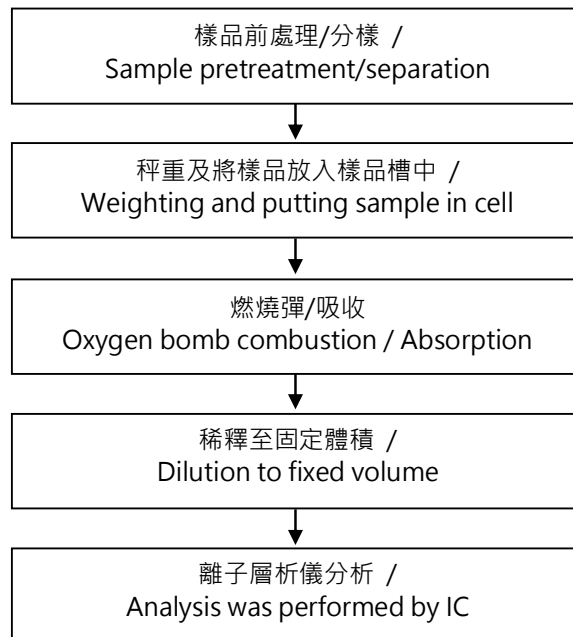 樣品前處理/分樣 /
Sample pretreatment/separation
秤重及將樣品放入樣品槽中 /
Weighting and putting sample in cell
燃燒彈/吸收
Oxygen bomb combustion / Absorption
稀釋至固定體積 /
Dilution to fixed volume
離子層析儀分析 /
Analysis was performed by IC